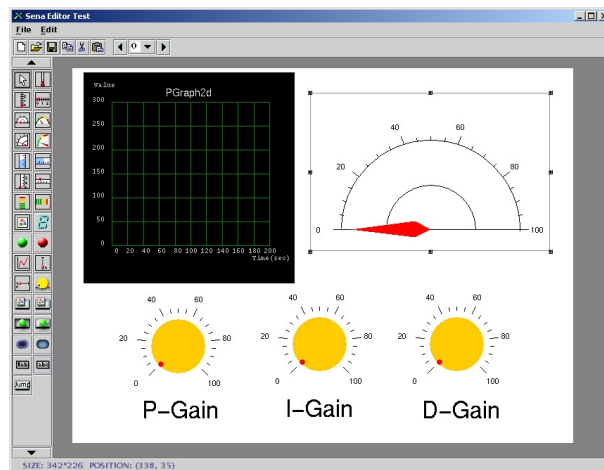 Sena Editor Test
File Edit
0
Value
PGraph2d
300
250
200
150
100
50
0
0 20 40 60 80 100 120 140 160 180 200
Time(sec)
0 20 40 60 80 100
0 20 40 60 80 100
P-Gain
0 20 40 60 80 100
I-Gain
0 20 40 60 80 100
D-Gain
Jump
SIZE: 342*226 POSITION: (338, 35)